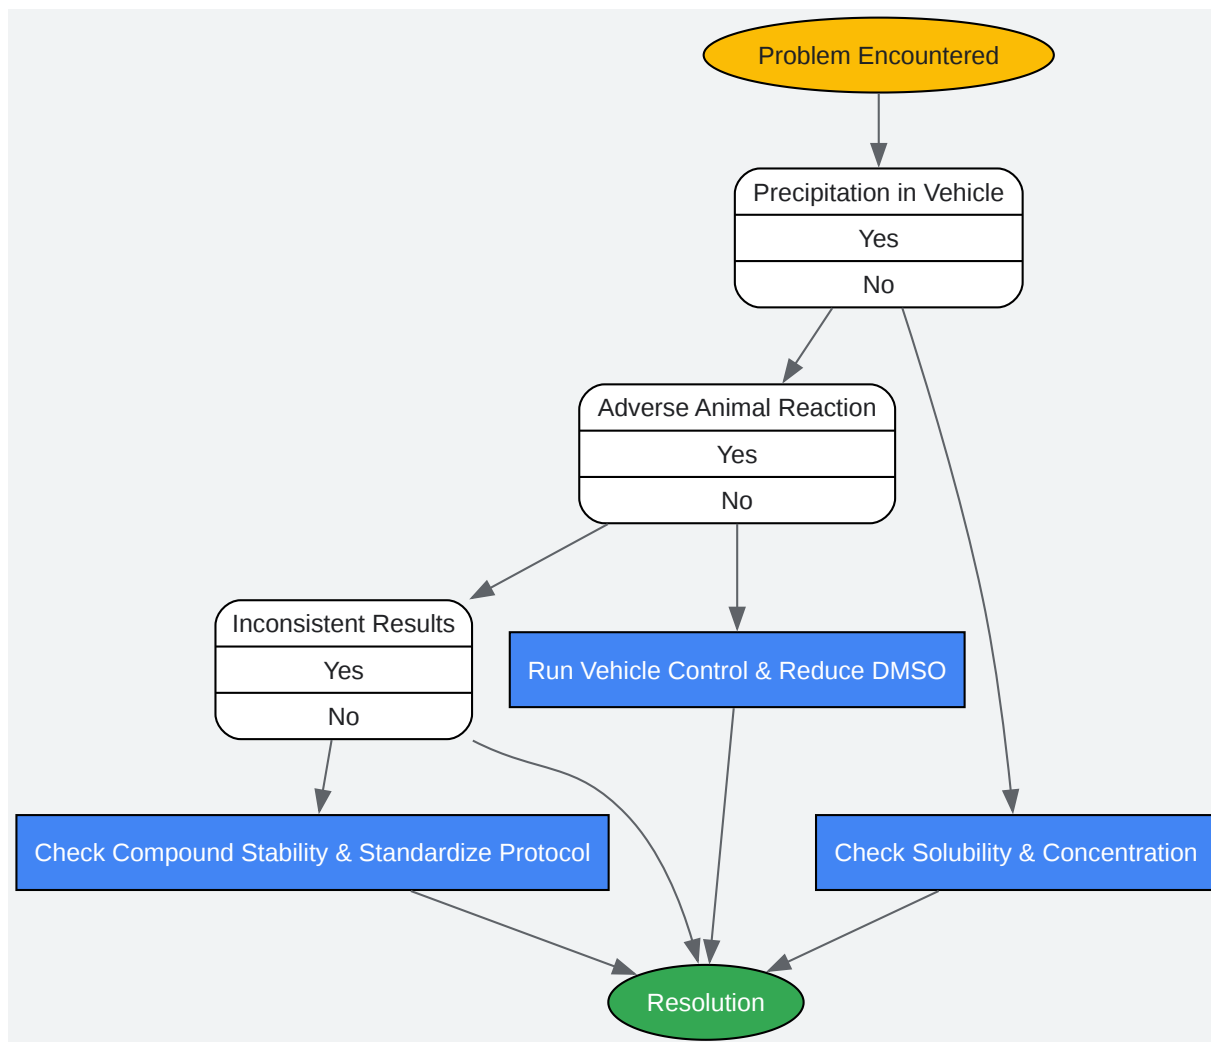 Problem Encountered
Precipitation in Vehicle
Yes
No
Adverse Animal Reaction
Yes
No
Inconsistent Results
Yes
No
Run Vehicle Control & Reduce DMSO
Check Compound Stability & Standardize Protocol
Check Solubility & Concentration
Resolution